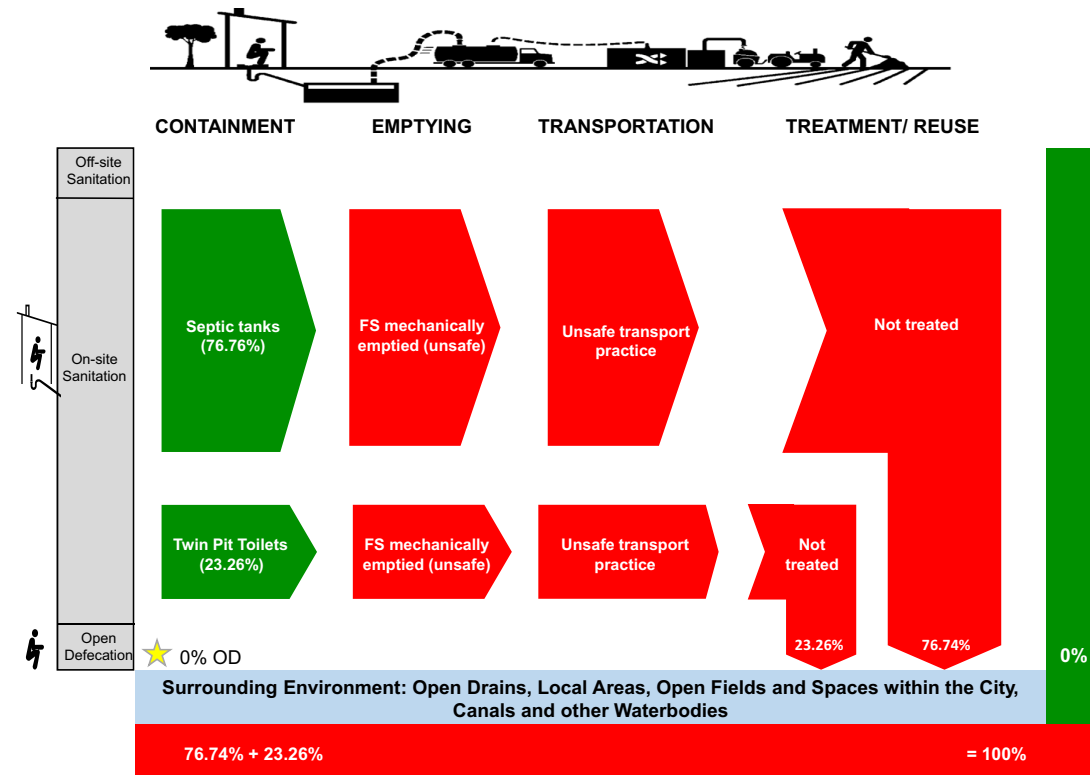 CONTAINMENT
EMPTYING
TRANSPORTATION
TREATMENT/ REUSE
Off-site
Sanitation
On-site
Sanitation
Open
Defecation
Septic tanks
(76.76%)
FS mechanically
emptied (unsafe)
Unsafe transport
practice
Not treated
Twin Pit Toilets
(23.26%)
FS mechanically
emptied (unsafe)
Unsafe transport
practice
Not
treated
23.26%
76.74%
0%
0% OD
Surrounding Environment: Open Drains, Local Areas, Open Fields and Spaces within the City,
Canals and other Waterbodies
76.74% + 23.26%
= 100%